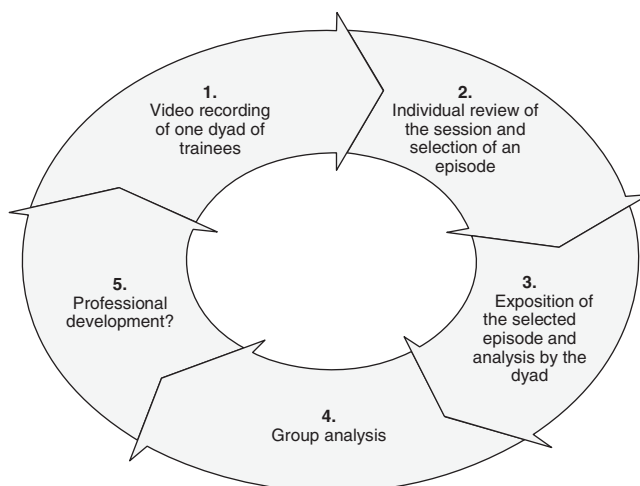 1.
Video recording
of one dyad of
trainees
2.
Individual review of
the session and
selection of an
episode
3.
Exposition of
the selected
episode and
analysis by the
dyad
4.
Group analysis
5.
Professional
development?